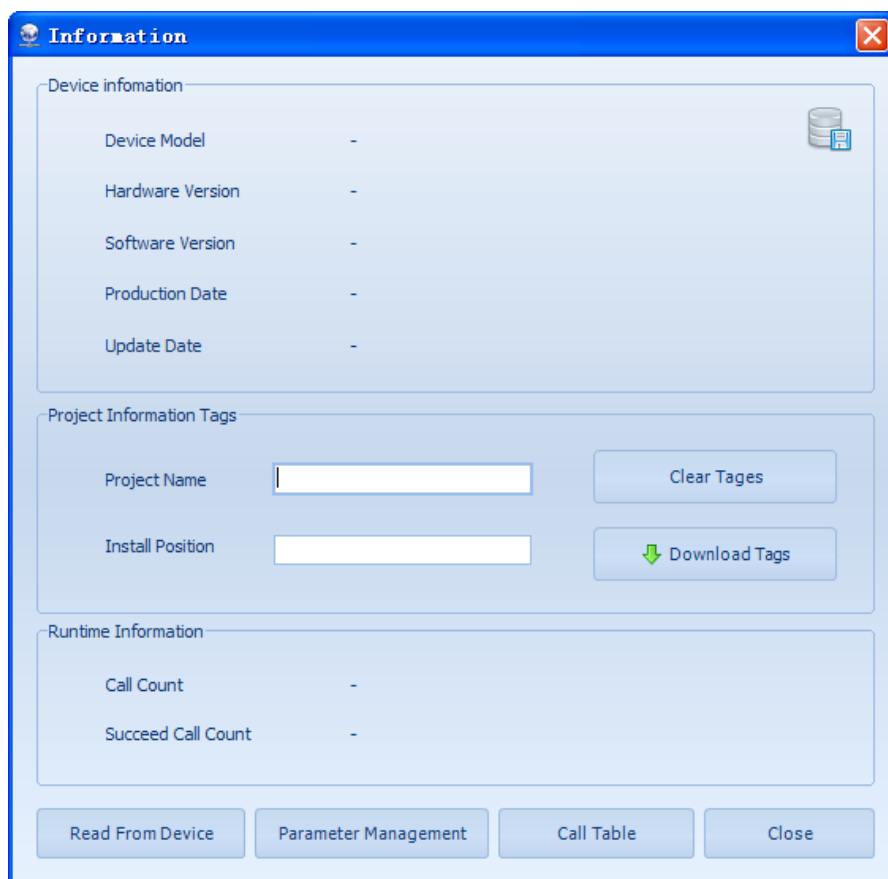 Information
Device infomation
Device Model -
Hardware Version -
Software Version -
Production Date -
Update Date -
Project Information Tags
Project Name
Clear Tages
Install Position
Download Tags
Runtime Information
Call Count -
Succeed Call Count -
Read From Device Parameter Management Call Table Close